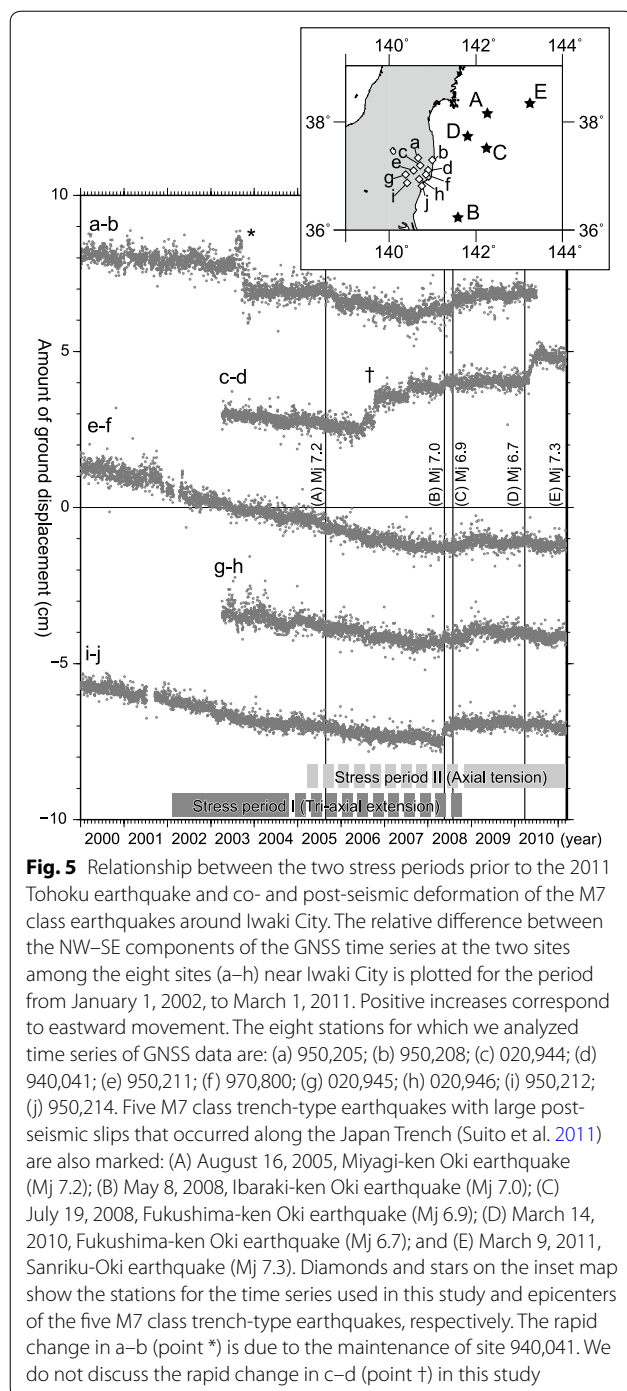 140° 142° 144°
38°
36°
140° 142° 144°
A
E
D
C
B
a
c
b
e
d
g
f
i
h
j
10
5
0
−5
−10
Amount of ground displacement (cm)
a-b
*
c-d
†
e-f
g-h
i-j
(A) Mj 7.2
(B) Mj 7.0
(C) Mj 6.9
(D) Mj 6.7
(E) Mj 7.3
Stress period II (Axial tension)
Stress period I (Tri-axial extension)
2000 2001 2002 2003 2004 2005 2006 2007 2008 2009 2010 (year)
Fig. 5 Relationship between the two stress periods prior to the 2011
Tohoku earthquake and co- and post-seismic deformation of the M7
class earthquakes around Iwaki City. The relative difference between
the NW–SE components of the GNSS time series at the two sites
among the eight sites (a–h) near Iwaki City is plotted for the period
from January 1, 2002, to March 1, 2011. Positive increases correspond
to eastward movement. The eight stations for which we analyzed
time series of GNSS data are: (a) 950,205; (b) 950,208; (c) 020,944; (d)
940,041; (e) 950,211; (f) 970,800; (g) 020,945; (h) 020,946; (i) 950,212;
(j) 950,214. Five M7 class trench-type earthquakes with large post-
seismic slips that occurred along the Japan Trench (Suito et al. 2011)
are also marked: (A) August 16, 2005, Miyagi-ken Oki earthquake
(Mj 7.2); (B) May 8, 2008, Ibaraki-ken Oki earthquake (Mj 7.0); (C)
July 19, 2008, Fukushima-ken Oki earthquake (Mj 6.9); (D) March 14,
2010, Fukushima-ken Oki earthquake (Mj 6.7); and (E) March 9, 2011,
Sanriku-Oki earthquake (Mj 7.3). Diamonds and stars on the inset map
show the stations for the time series used in this study and epicenters
of the five M7 class trench-type earthquakes, respectively. The rapid
change in a–b (point *) is due to the maintenance of site 940,041. We
do not discuss the rapid change in c–d (point †) in this study